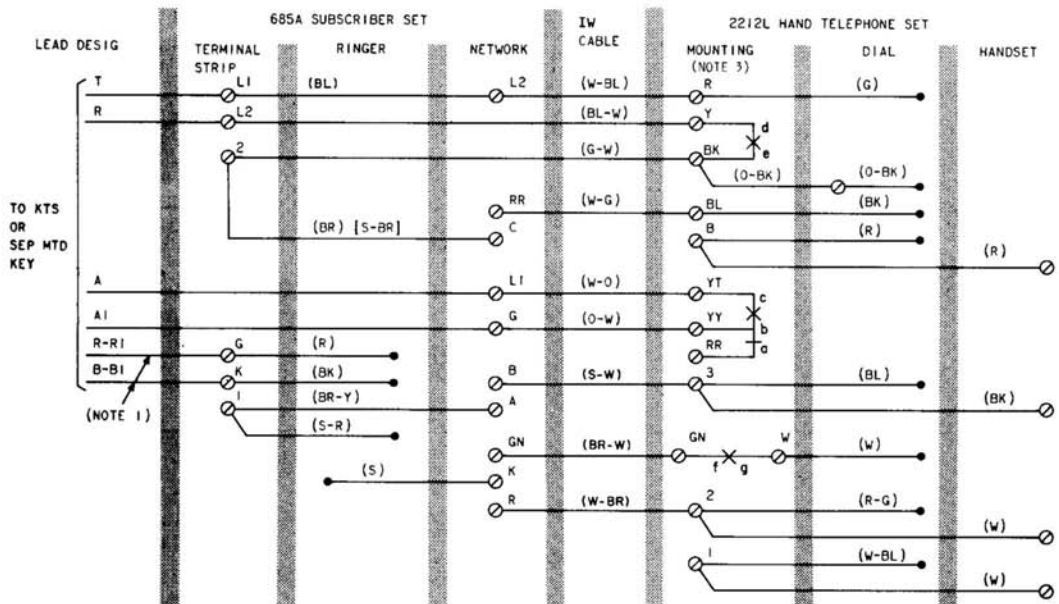 685A SUBSCRIBER SET IW CABLE 2212L HAND TELEPHONE SET
LEAD DESIG TERMINAL STRIP RINGER NETWORK MOUNTING (NOTE 3) DIAL HANDSET
T L1 (BL) L2 (W-BL) R (G)
R L2 (BL-W) Y d
2 (G-W) BK e
(O-BK) (O-BK)
TO KTS OR SEP MTD KEY
RR (W-G) BL (BK)
(BR) [S-BR] C B (R)
(R)
A L1 (W-O) YT c
A1 G (O-W) YY b
R-R1 G (R) RR a
B-B1 K (BK) B (S-W) 3 (BL)
(NOTE 1) 1 (BR-Y) A (BK)
(S-R)
GN (BR-W) GN f g W (W)
(S) K
R (W-BR) 2 (R-G)
(W)
1 (W-BL)
(W)